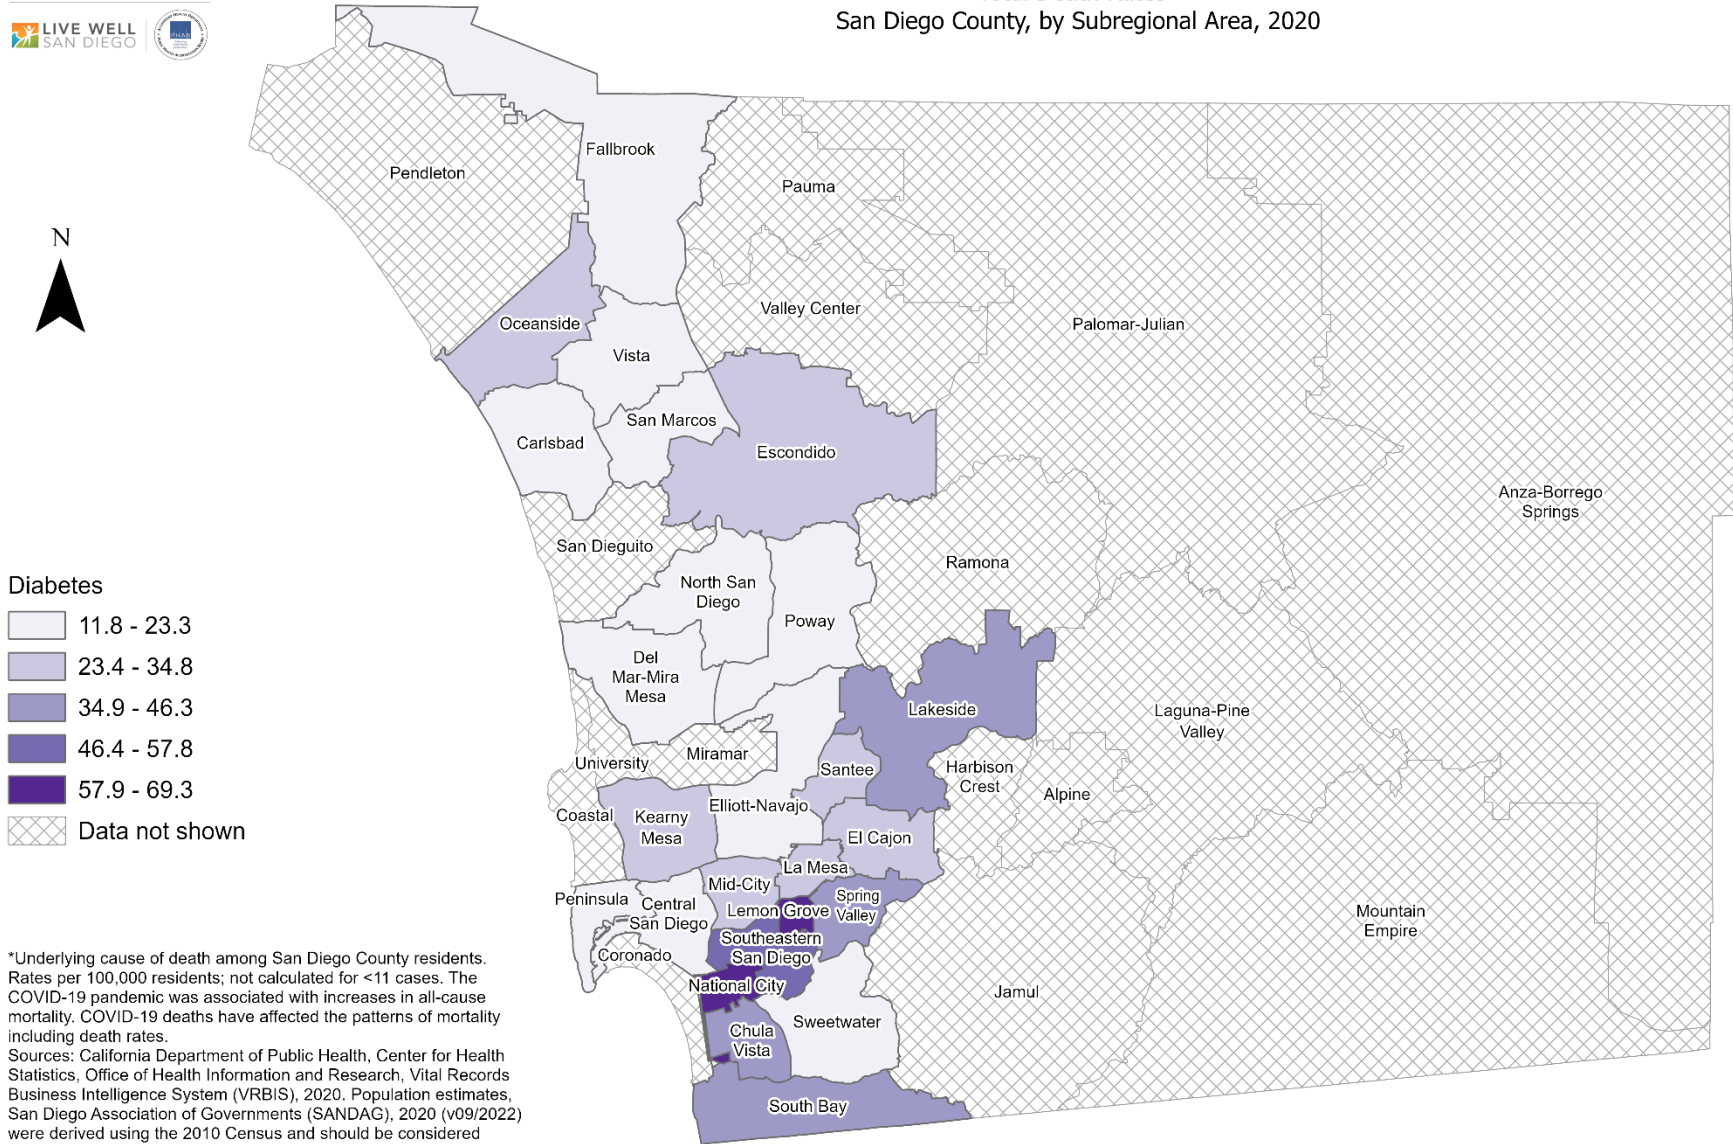 LIVE WELL
SAN DIEGO
San Diego County, by Subregional Area, 2020
N
Fallbrook
Pendleton
Pauma
Valley Center
Oceanside
Palomar-Julian
Vista
San Marcos
Carlsbad
Escondido
Anza-Borrego
Springs
San Dieguito
Ramona
North San
Diego
Poway
Del
Mar-Mira
Mesa
Lakeside
Laguna-Pine
Valley
Miramar
University
Santee
Harbison
Crest
Alpine
Elliott-Navajo
Coastal
Kearny
Mesa
El Cajon
La Mesa
Mid-City
Peninsula
Central
San Diego
Lemon Grove
Spring
Valley
Mountain
Empire
Southeastern
San Diego
Coronado
National City
Jamul
Sweetwater
Chula
Vista
South Bay
Diabetes
11.8 - 23.3
23.4 - 34.8
34.9 - 46.3
46.4 - 57.8
57.9 - 69.3
Data not shown
*Underlying cause of death among San Diego County residents.
Rates per 100,000 residents; not calculated for <11 cases. The
COVID-19 pandemic was associated with increases in all-cause
mortality. COVID-19 deaths have affected the patterns of mortality
including death rates.
Sources: California Department of Public Health, Center for Health
Statistics, Office of Health Information and Research, Vital Records
Business Intelligence System (VRBIS), 2020. Population estimates,
San Diego Association of Governments (SANDAG), 2020 (v09/2022)
were derived using the 2010 Census and should be considered